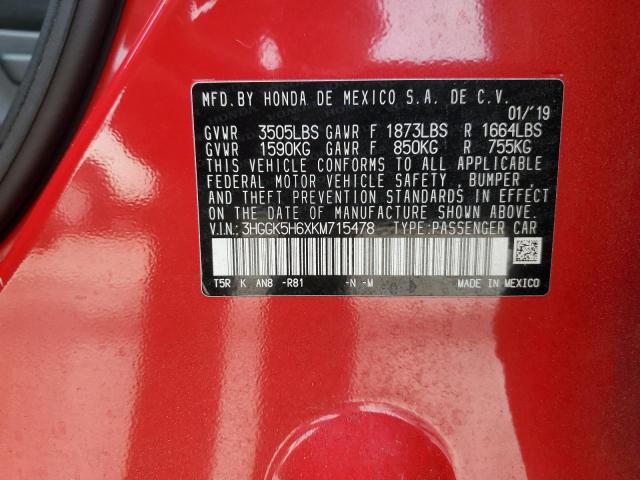 MFD. BY HONDA DE MEXICO S.A. DE C.V.
01/'19
GVWR 3505LBS GAWR F 1873LBS R 1664LBS
GVWR 1590KG GAWR F 850KG R 755KG
THIS VEHICLE CONFORMS TO ALL APPLICABLE
FEDERAL MOTOR VEHICLE SAFETY , BUMPER ,
AND THEFT PREVENTION STANDARDS IN EFFECT
ON THE DATE OF MANUFACTURE SHOWN ABOVE.
V.I.N.: 3HGGK5H6XKM715478 TYPE:PASSENGER CAR
T5R K AN8 -R81 -N -M MADE IN MEXICO